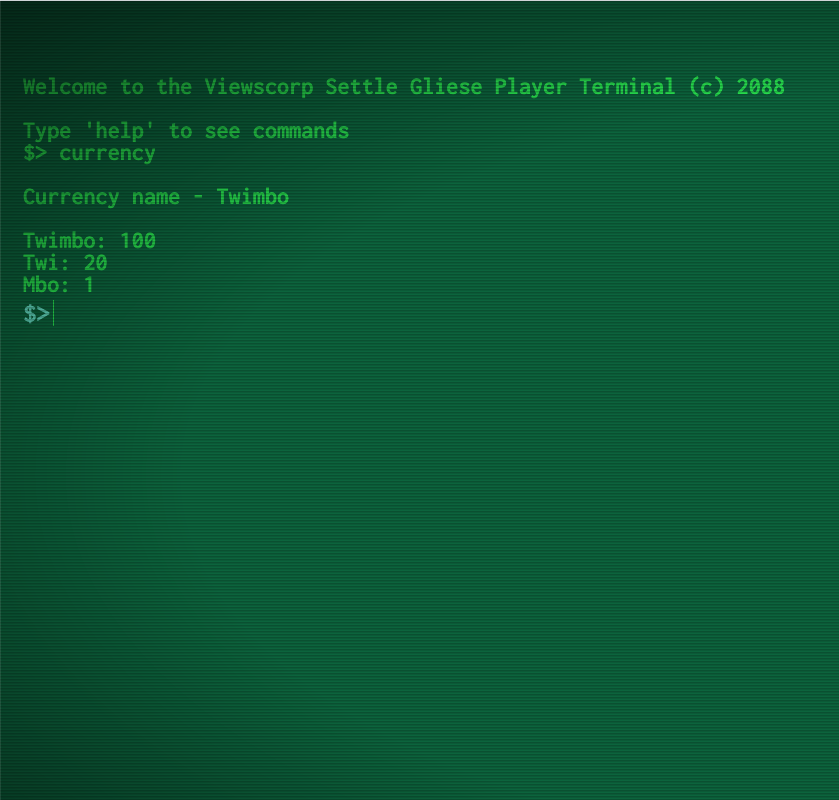 Welcome to the Viewscorp Settle Gliese Player Terminal (c) 2088
Type 'help' to see commands
$> currency
Currency name - Twimbo
Twimbo: 100
Twi: 20
Mbo: 1
$>